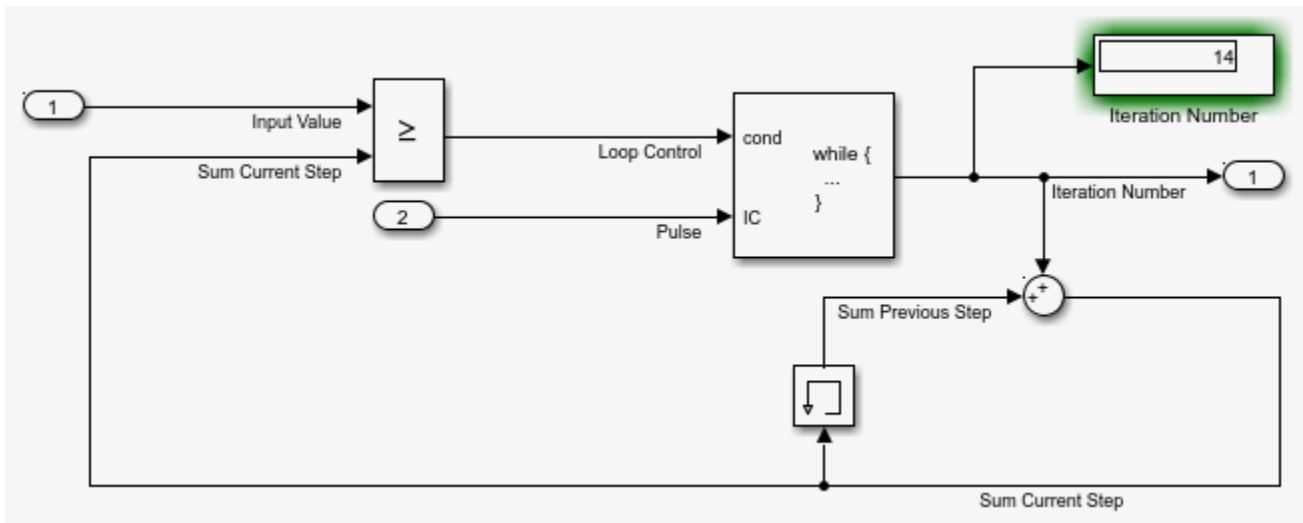 14
Iteration Number
1
Input Value
≥
Sum Current Step
Loop Control
cond
while {
...
}
2
Pulse
IC
1
Iteration Number
+
+
Sum Previous Step
Sum Current Step